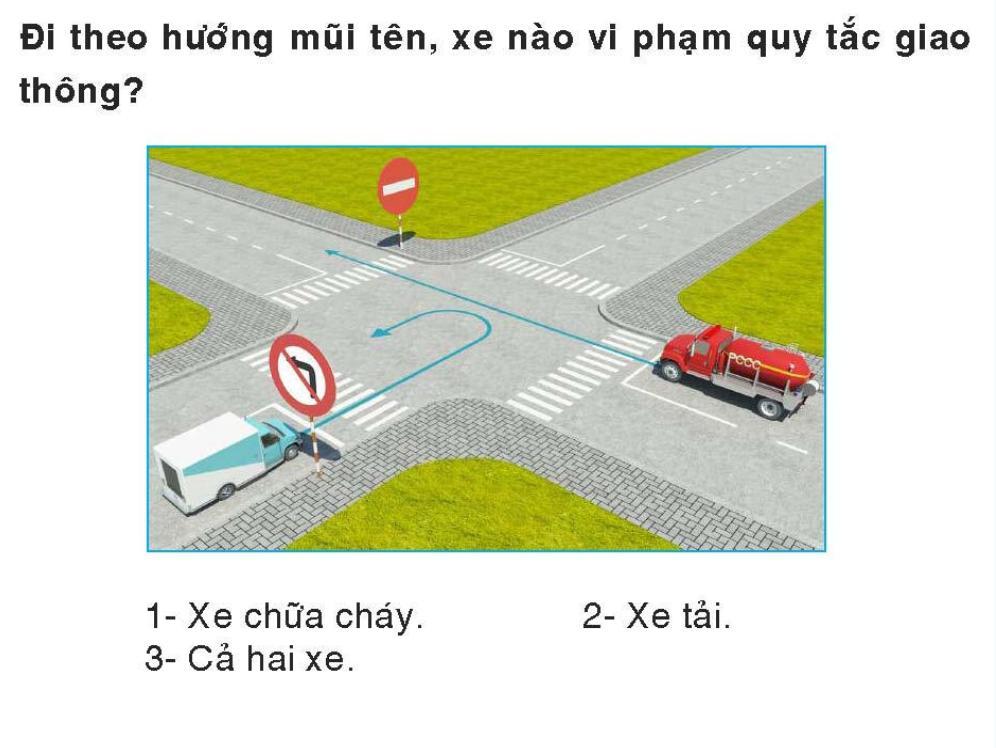 Đi theo hướng mũi tên, xe nào vi phạm quy tắc giao
thông?
PCCC
1- Xe chữa cháy. 2- Xe tải.
3- Cả hai xe.